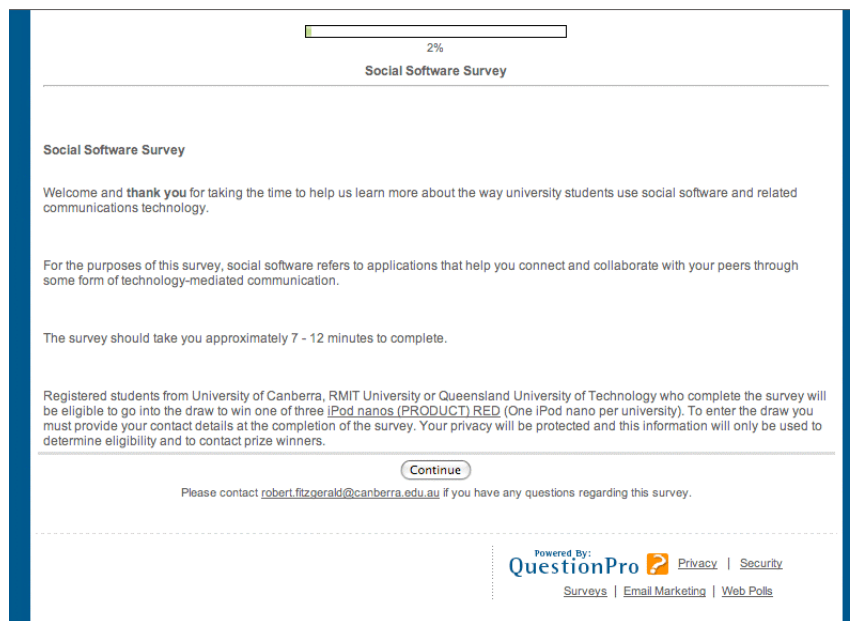 2%
Social Software Survey
Social Software Survey
Welcome and thank you for taking the time to help us learn more about the way university students use social software and related
communications technology.
For the purposes of this survey, social software refers to applications that help you connect and collaborate with your peers through
some form of technology-mediated communication.
The survey should take you approximately 7 - 12 minutes to complete.
Registered students from University of Canberra, RMIT University or Queensland University of Technology who complete the survey will
be eligible to go into the draw to win one of three iPod nanos (PRODUCT) RED (One iPod nano per university). To enter the draw you
must provide your contact details at the completion of the survey. Your privacy will be protected and this information will only be used to
determine eligibility and to contact prize winners.
Continue
Please contact robert.fitzgerald@canberra.edu.au if you have any questions regarding this survey.
Powered By:
QuestionPro ? Privacy | Security
Surveys | Email Marketing | Web Polls